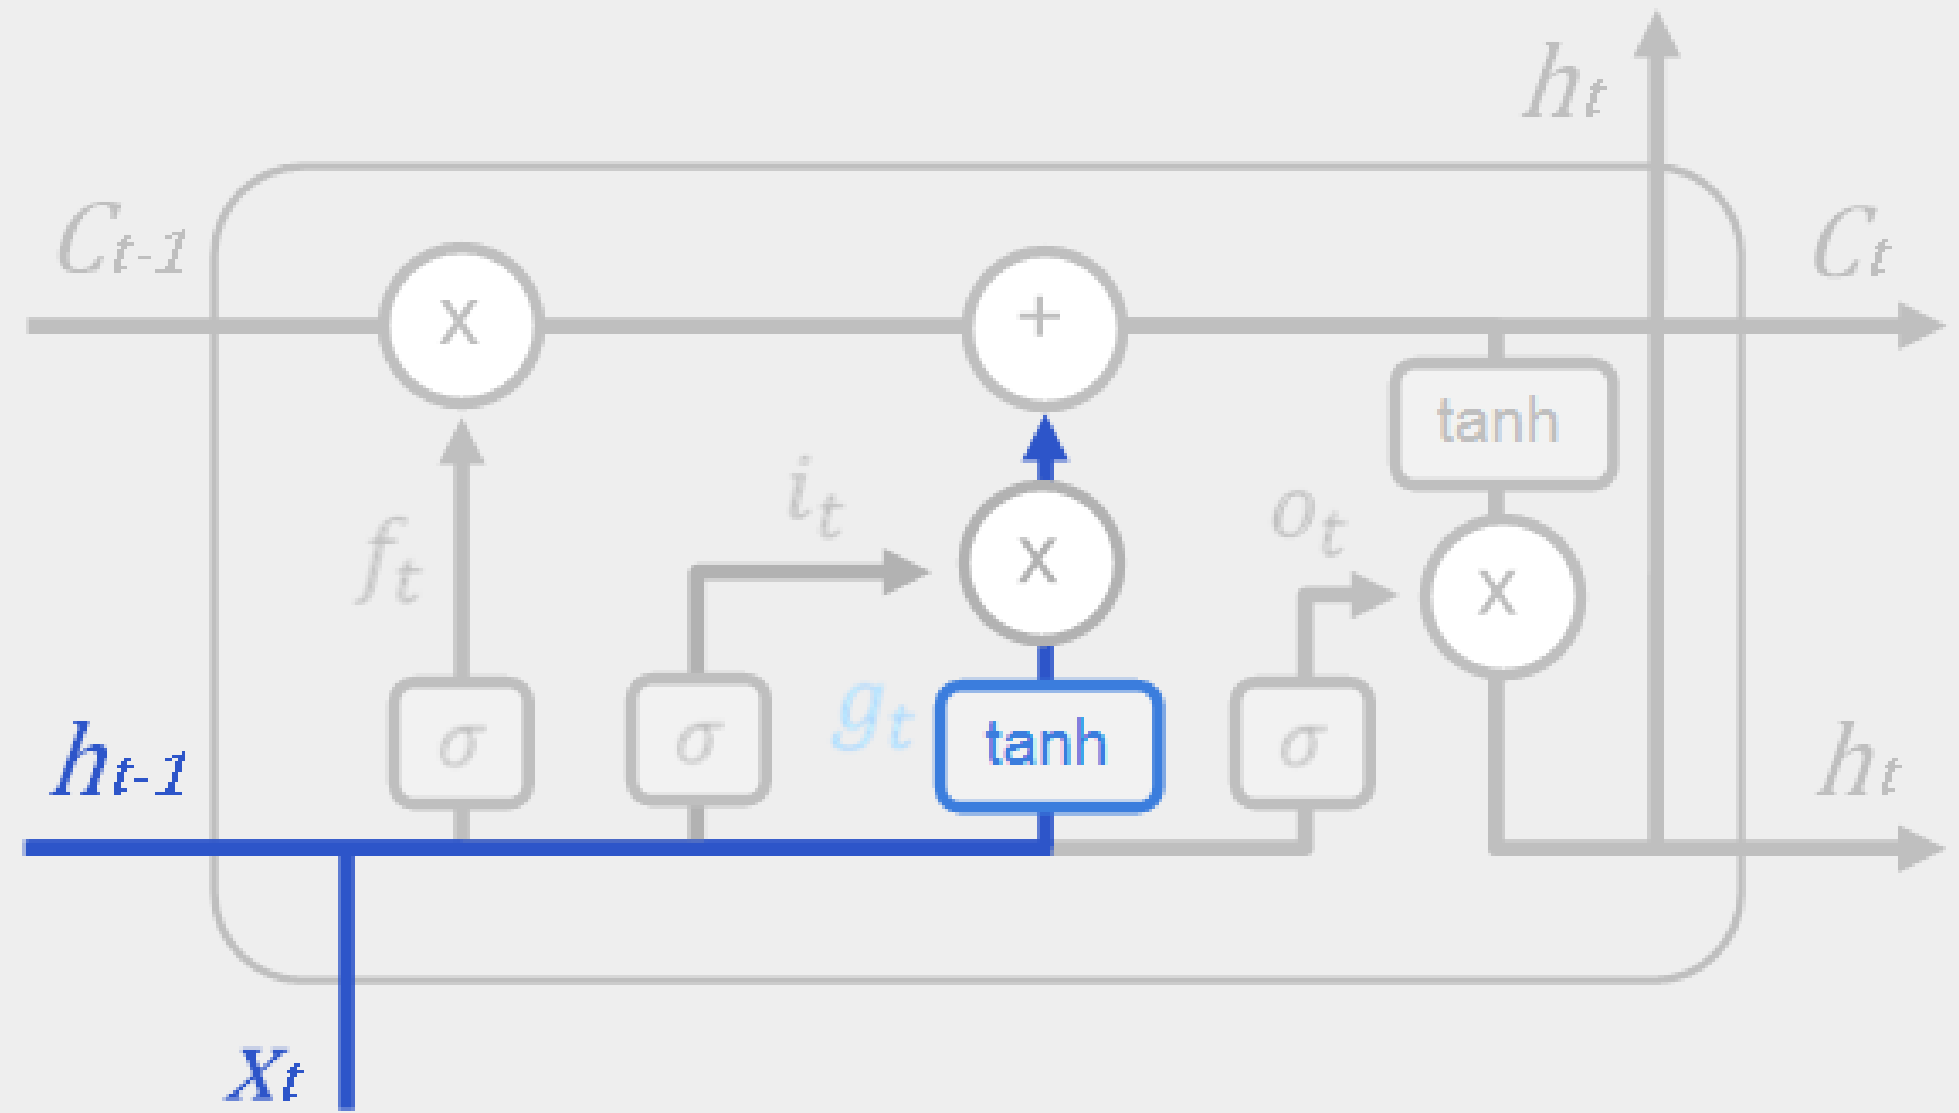 hₜ
Cₜ₋₁
Cₜ
x
+
tanh
iₜ
oₜ
fₜ
x
x
gₜ
hₜ₋₁
σ
σ
tanh
σ
hₜ
xₜ